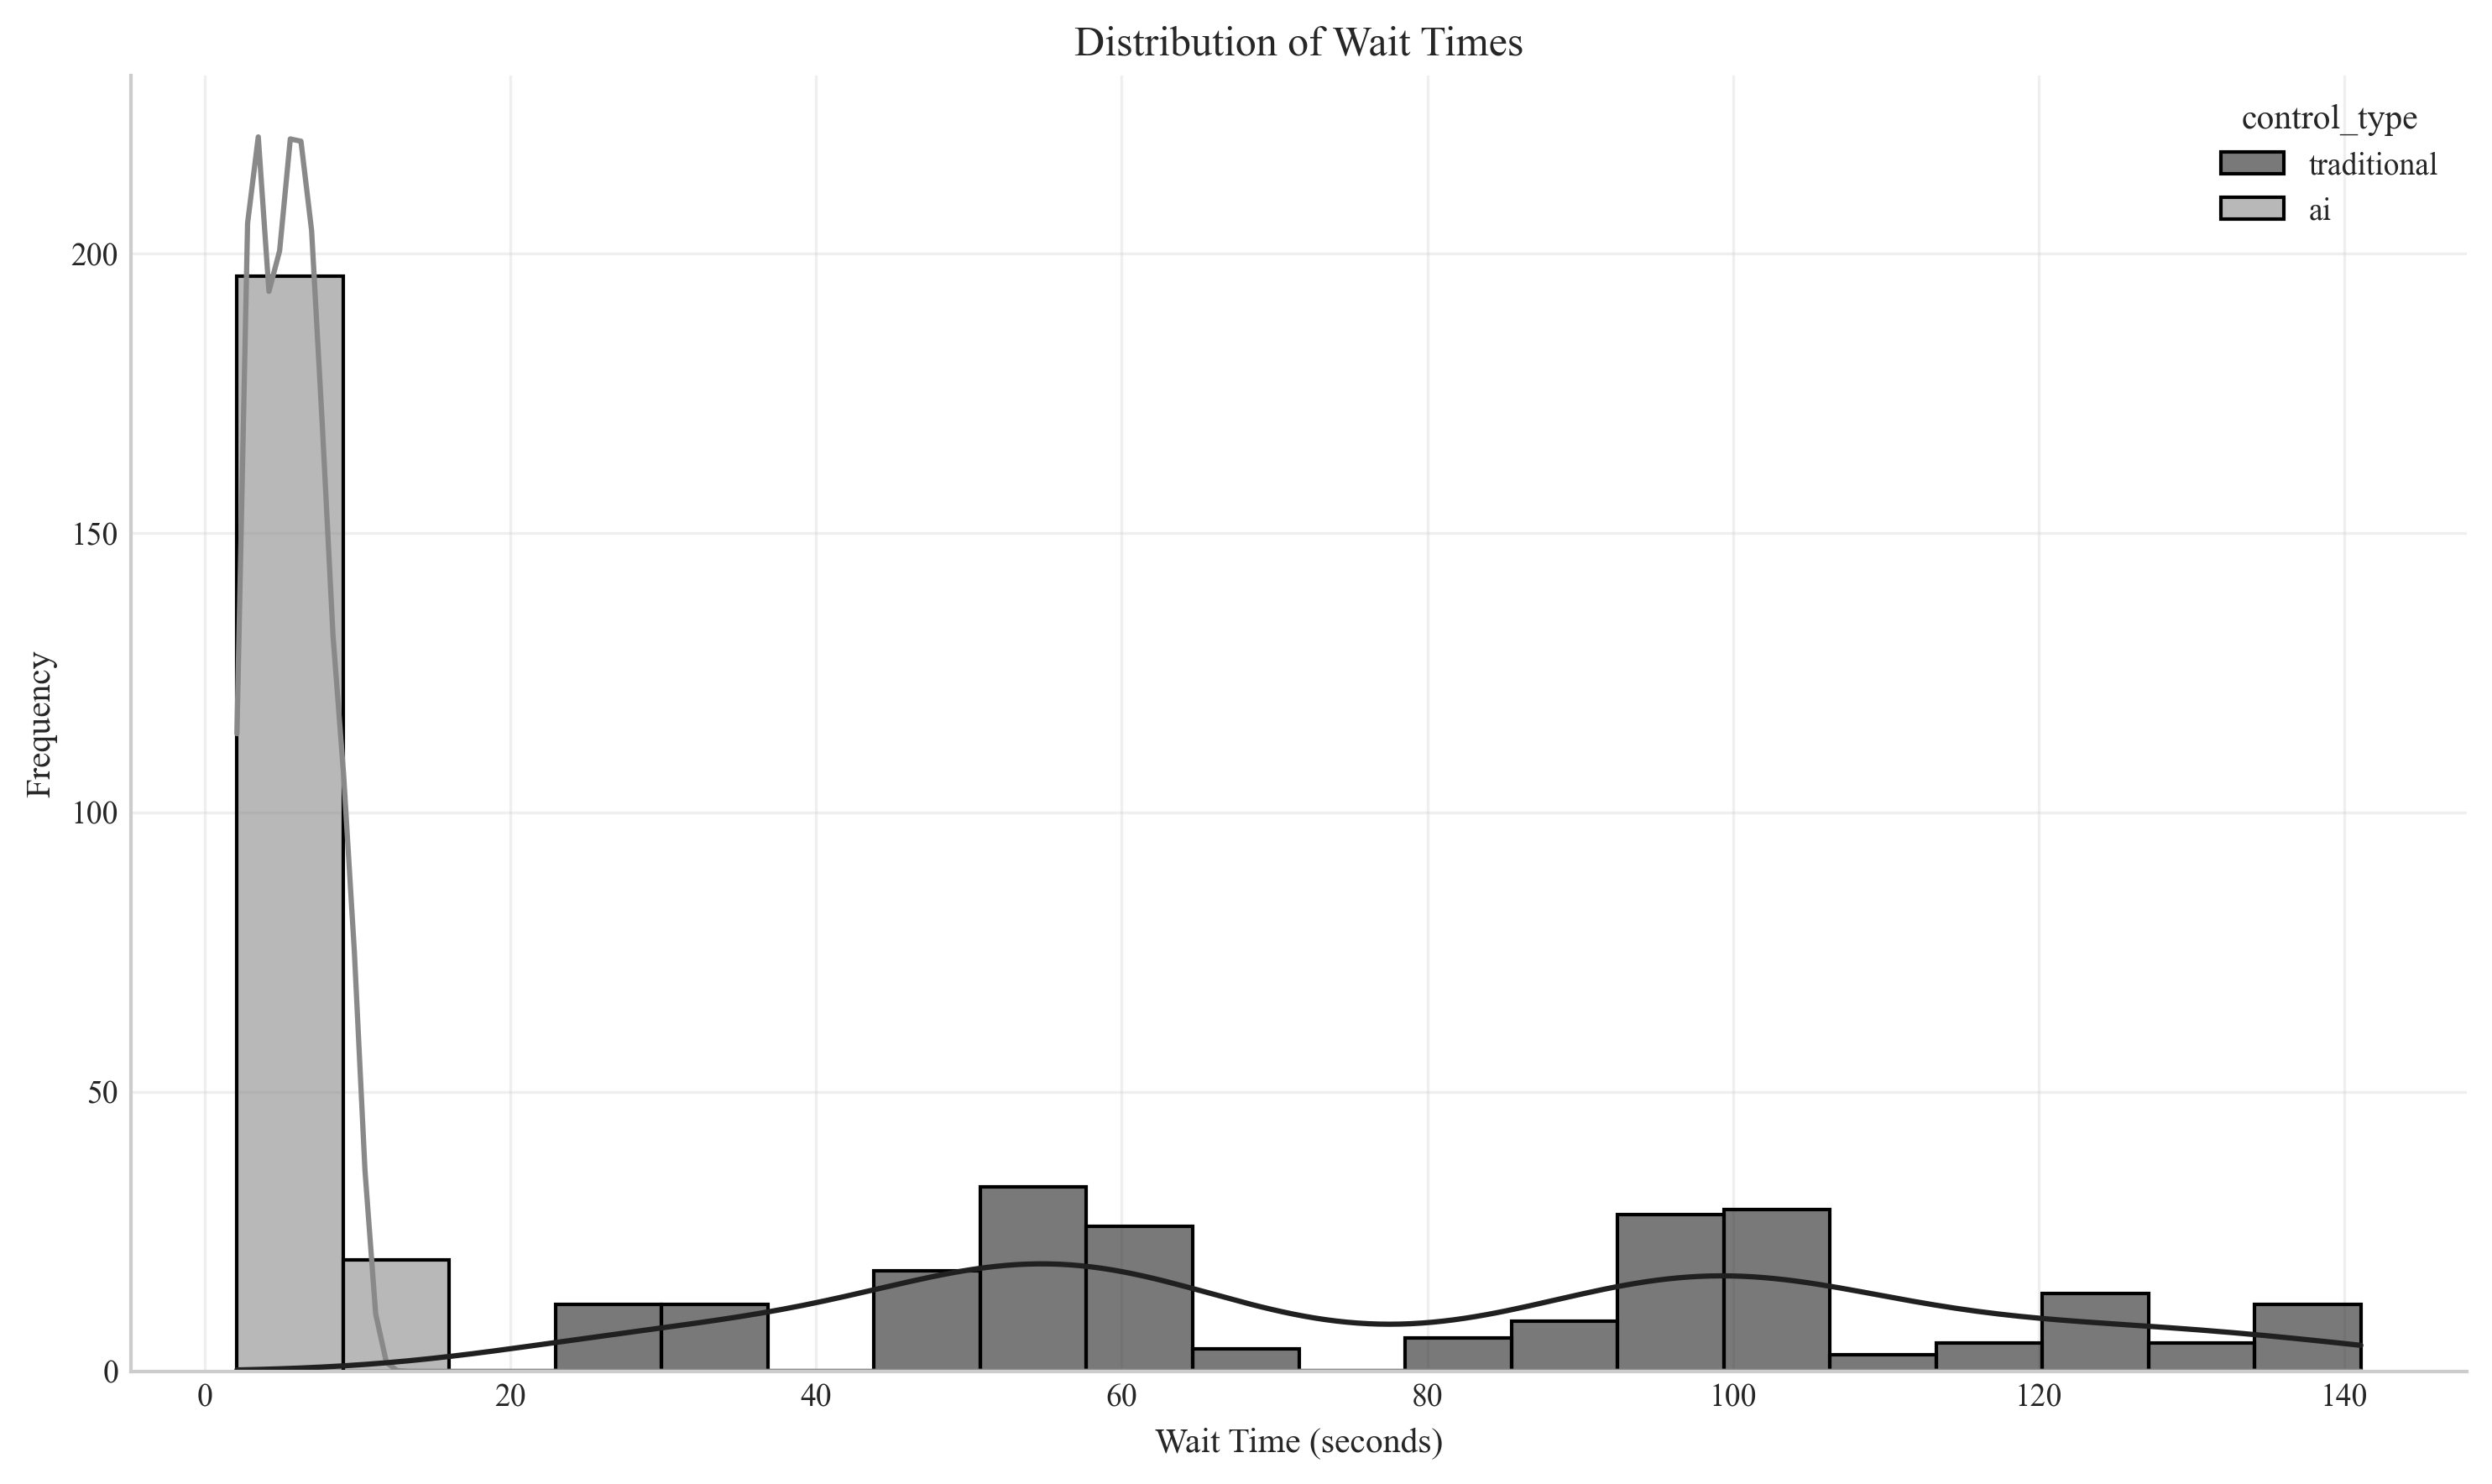 Distribution of Wait Times
control_type
traditional
ai
Frequency
200
150
100
50
0
0 20 40 60 80 100 120 140
Wait Time (seconds)